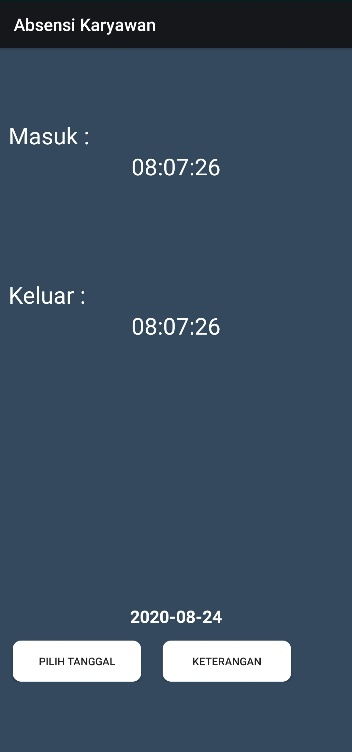 Absensi Karyawan
Masuk :
08:07:26
Keluar :
08:07:26
2020-08-24
PILIH TANGGAL
KETERANGAN